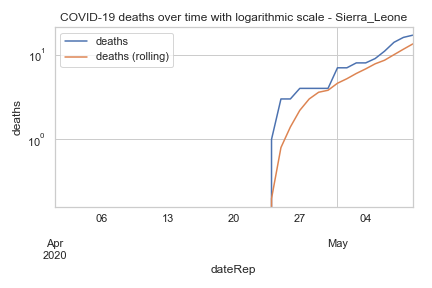 COVID-19 deaths over time with logarithmic scale - Sierra_Leone
deaths
deaths (rolling)
10¹
10⁰
deaths
06 13 20 27 04
Apr May
2020
dateRep